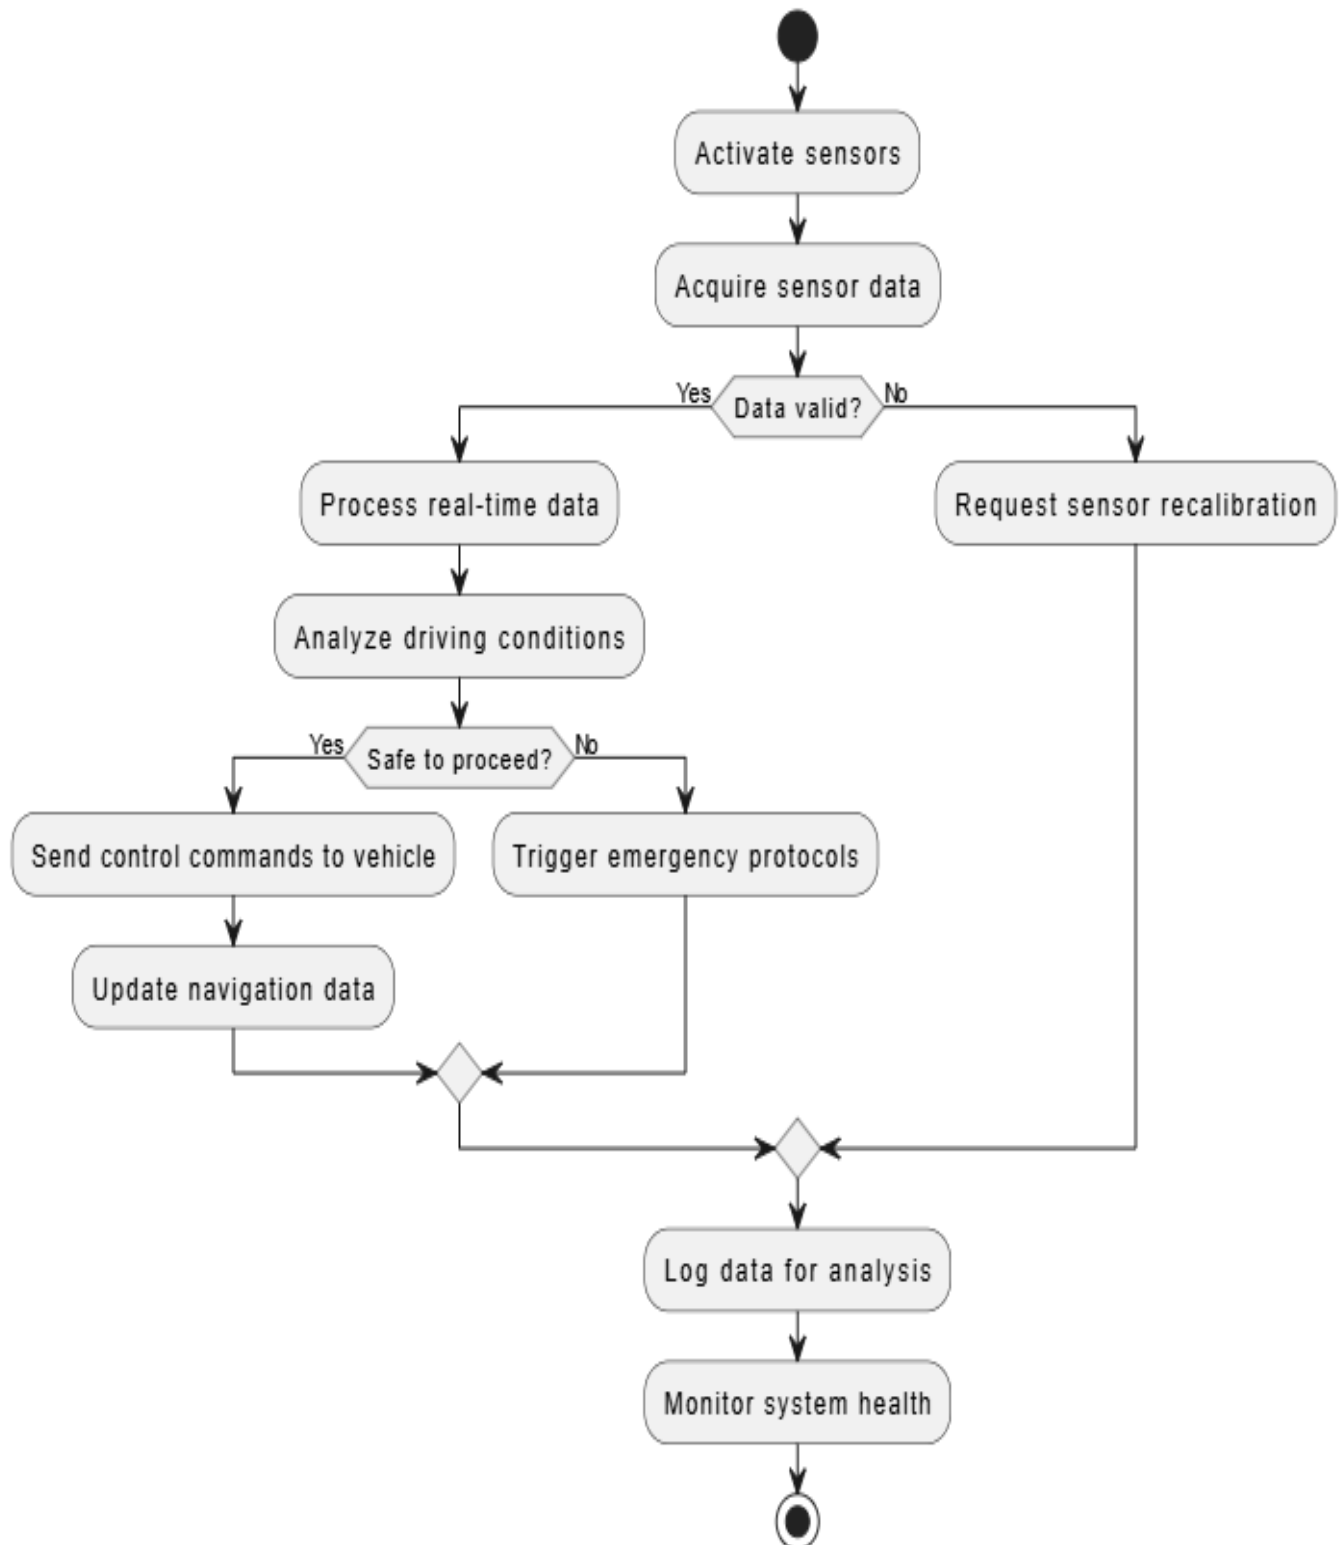 Activate sensors
Acquire sensor data
Yes
Data valid?
No
Process real-time data
Request sensor recalibration
Analyze driving conditions
Yes
Safe to proceed?
No
Send control commands to vehicle
Trigger emergency protocols
Update navigation data
Log data for analysis
Monitor system health